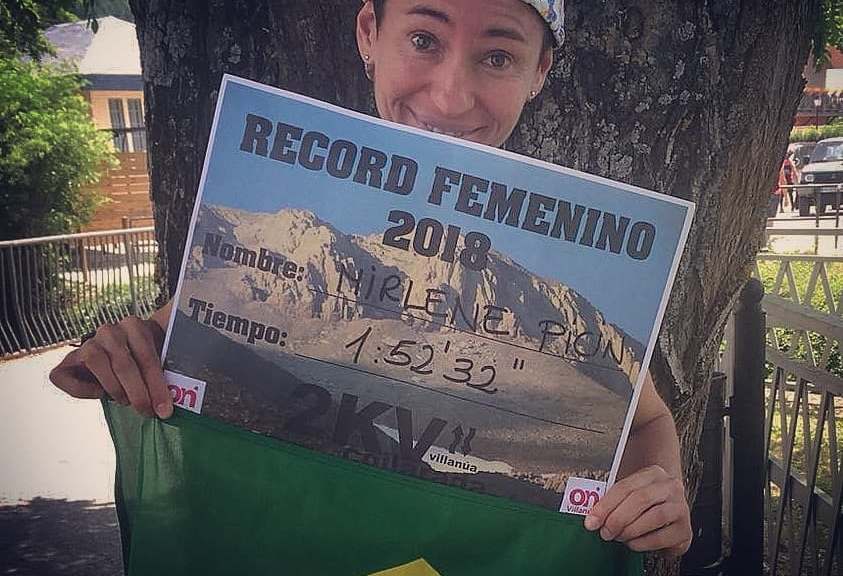 RECORD FEMENINO
2018
Nombre: MIRLENE PION
Tiempo: 1:52'32"
2KV
villanúa
on
on